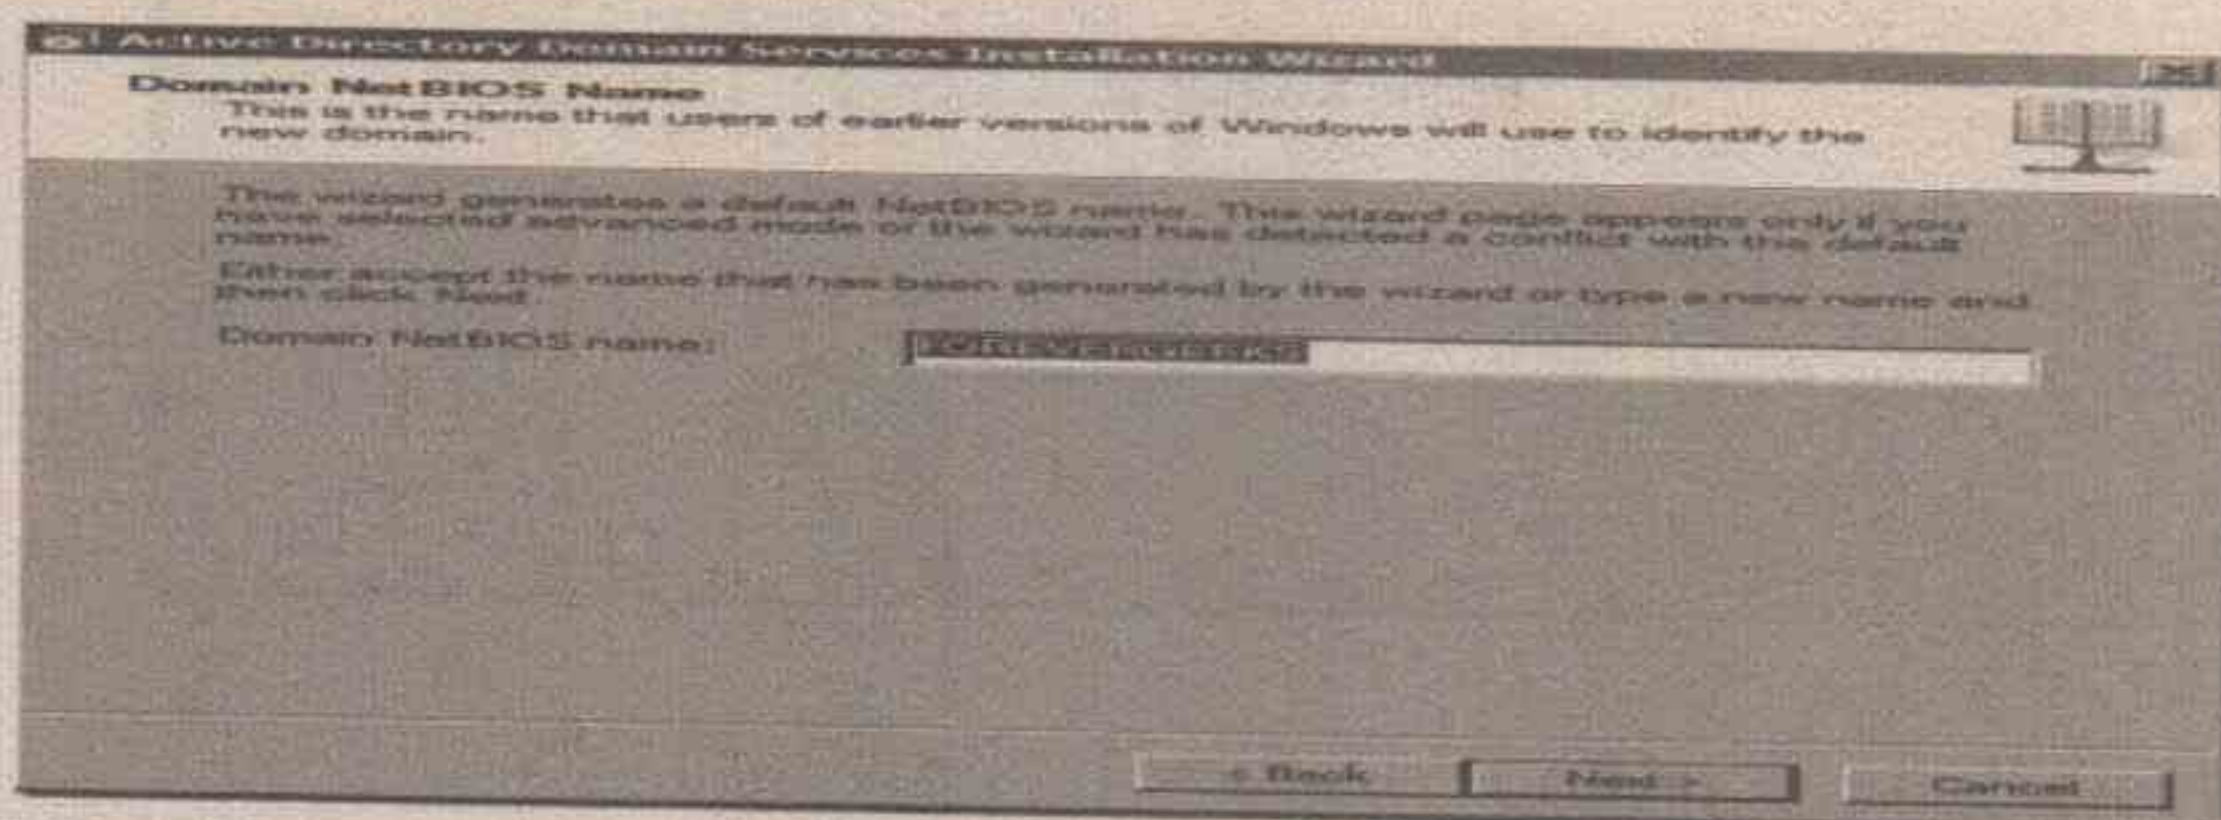 Active Directory Domain Services Installation Wizard
Domain NetBIOS Name
This is the name that users of earlier versions of Windows will use to identify the
new domain.
The wizard generates a default NetBIOS name. This wizard page appears only if you
have selected advanced mode or the wizard has detected a conflict with the default
name.
Either accept the name that has been generated by the wizard or type a new name and
then click Next.
Domain NetBIOS name:
FOREVERGEEKS
< Back
Next >
Cancel